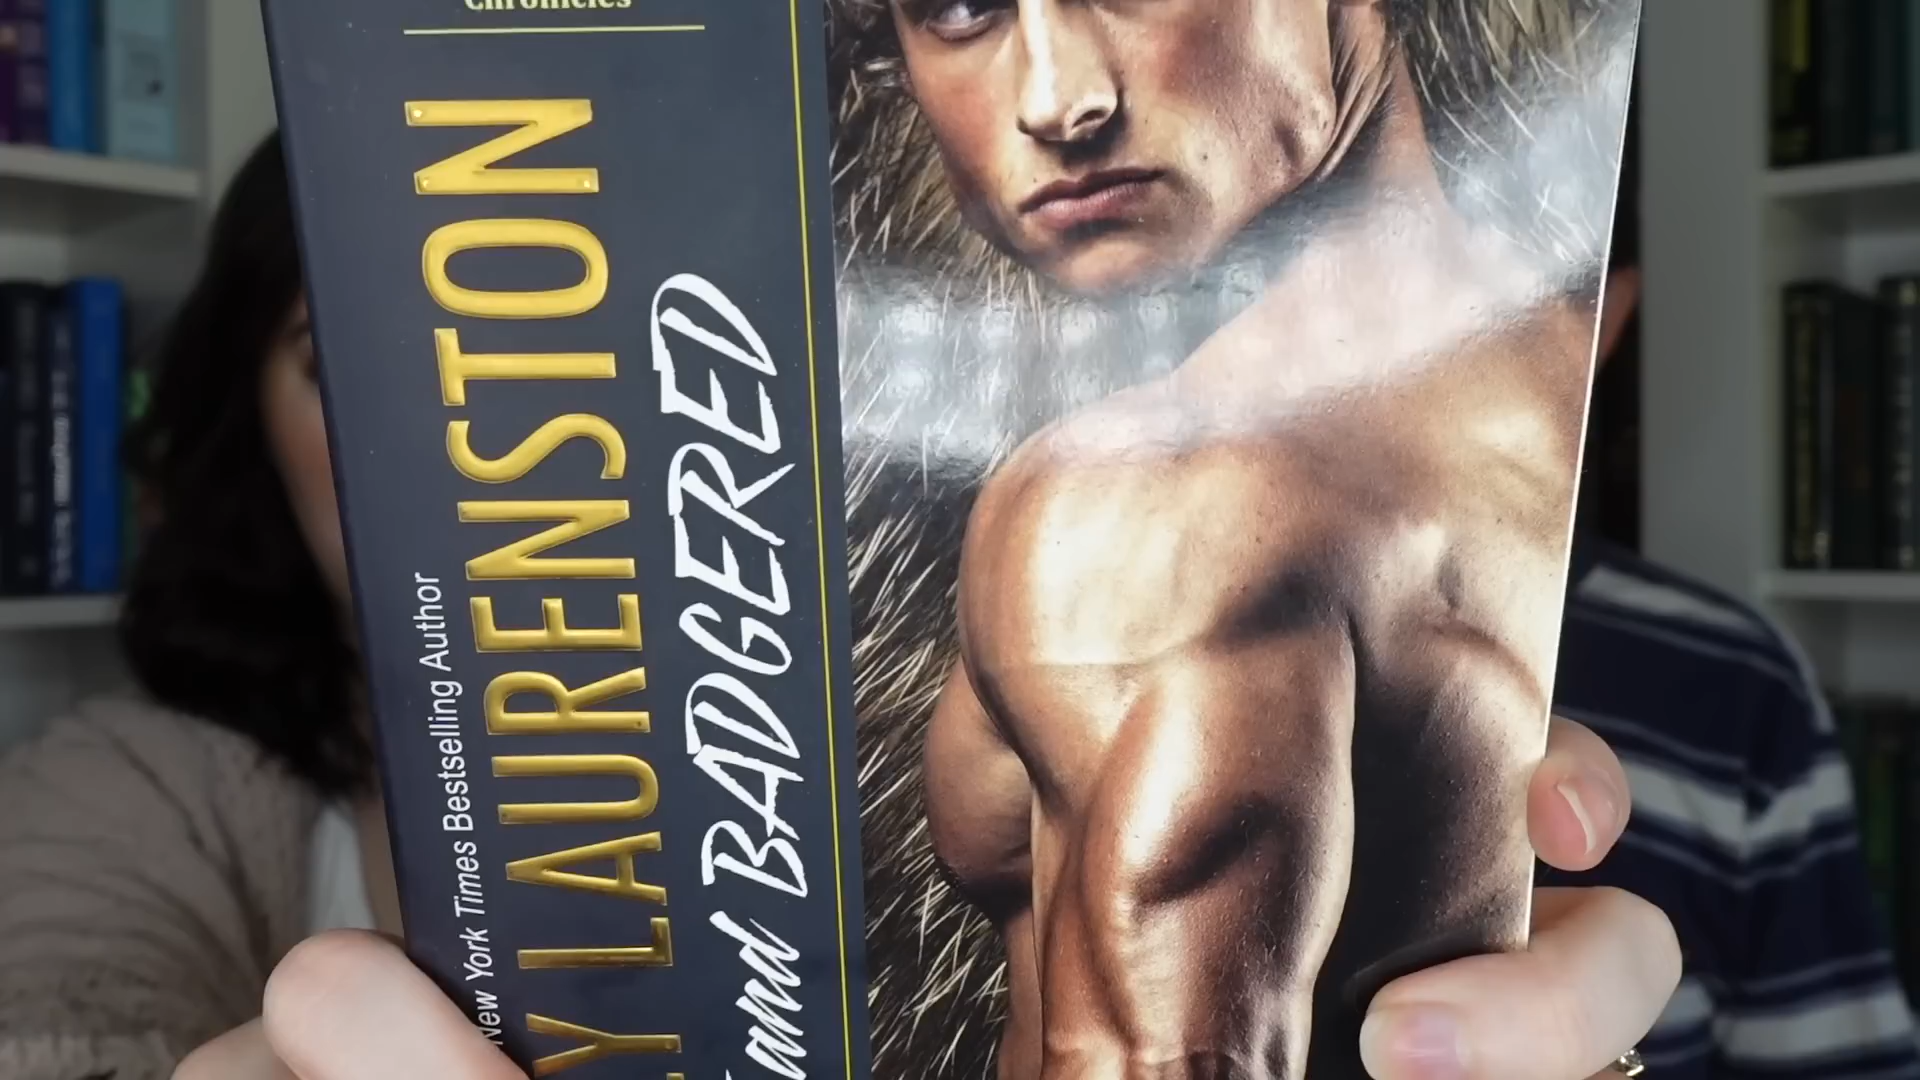 Chronicles
New York Times Bestselling Author
Y LAURENSTON
and BADGERED